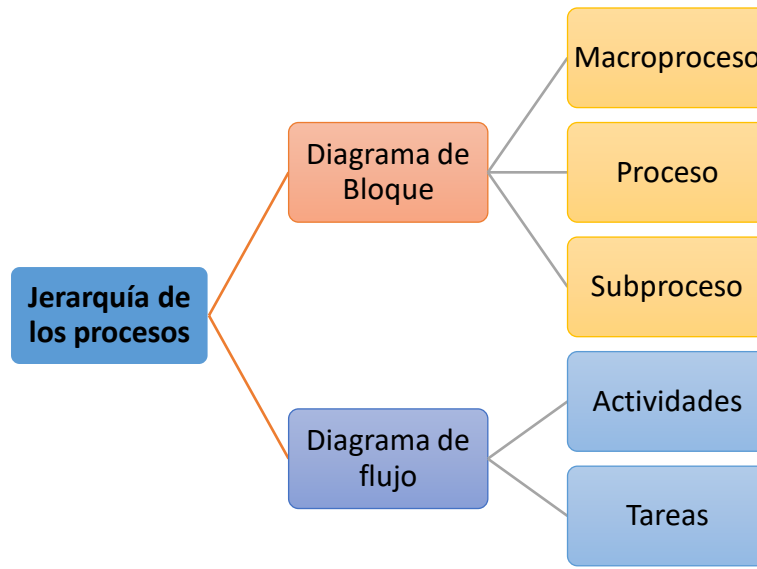 Jerarquía de
los procesos
Diagrama de
Bloque
Macroproceso
Proceso
Subproceso
Diagrama de
flujo
Actividades
Tareas